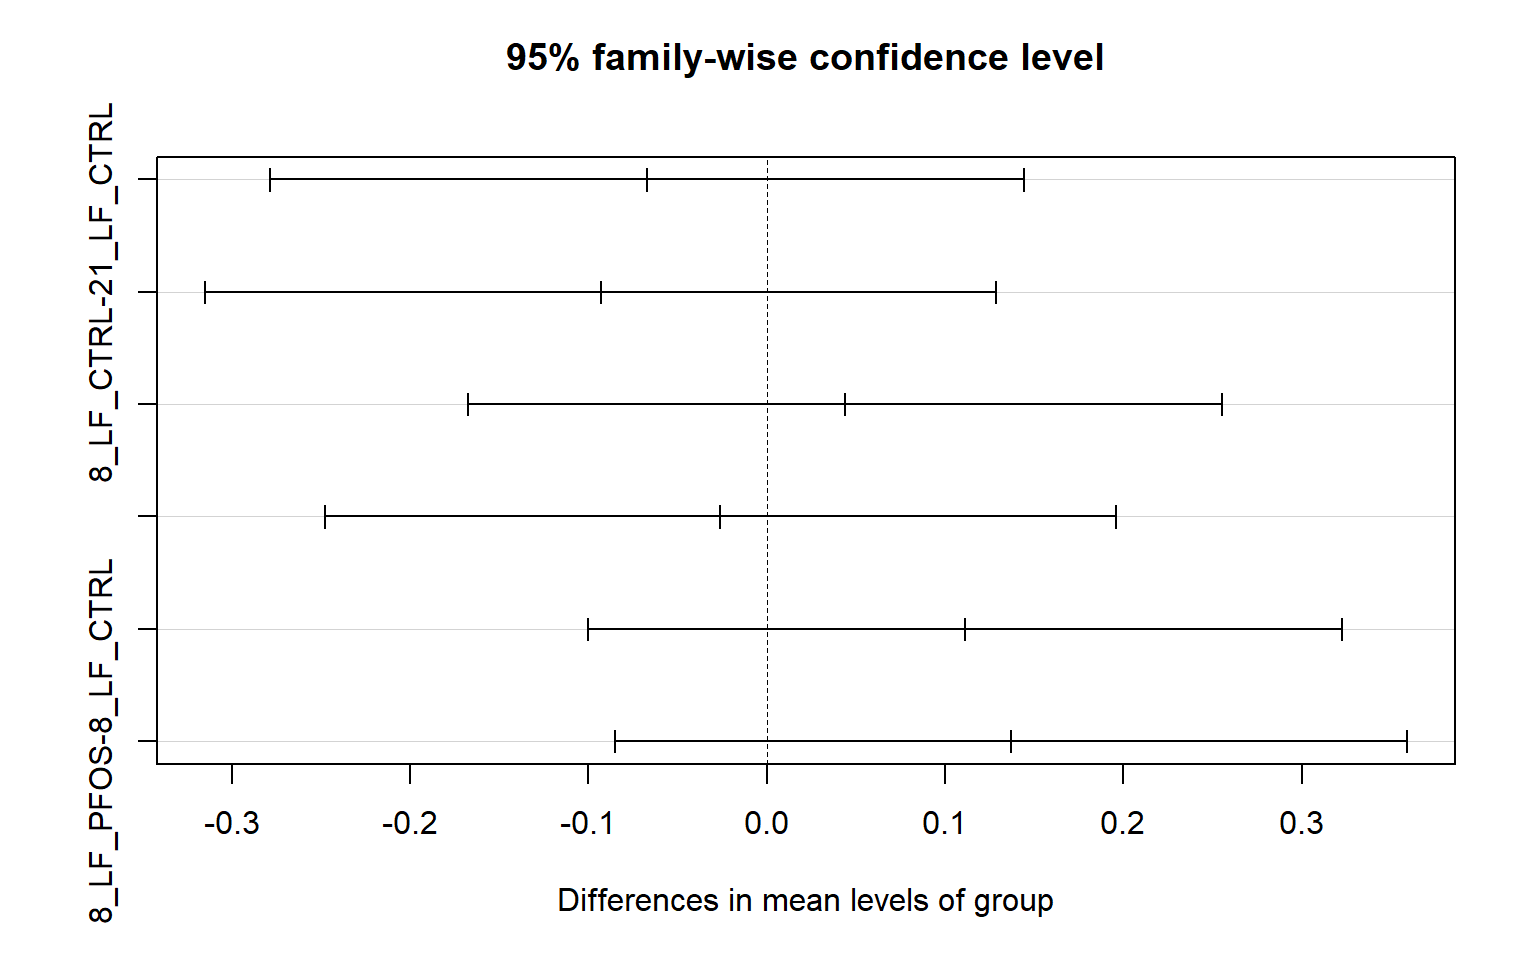 95% family-wise confidence level
8_LF_CTRL-21_LF_CTRL
8_LF_PFOS-8_LF_CTRL
-0.3 -0.2 -0.1 0.0 0.1 0.2 0.3
Differences in mean levels of group